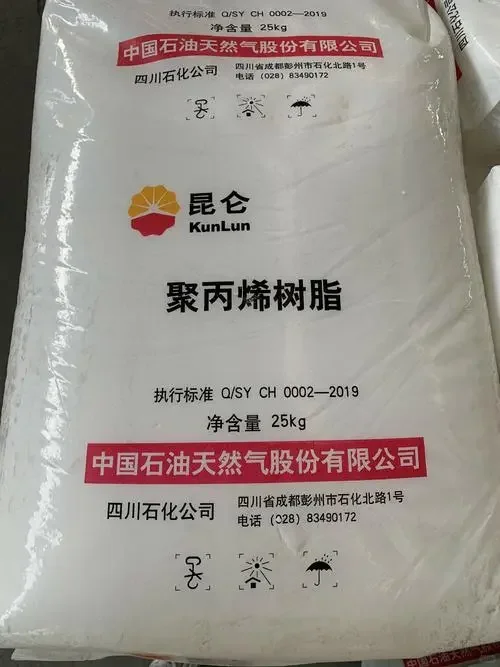 执行标准 Q/SY CH 0002—2019
净含量 25kg
中国石油天然气股份有限公司
四川石化公司
四川省成都彭州市石化北路1号
电话(028)83490172
昆仑
KunLun
聚丙烯树脂
执行标准 Q/SY CH 0002—2019
净含量 25kg
中国石油天然气股份有限公司
四川石化公司
四川省成都彭州市石化北路1号
电话(028)83490172